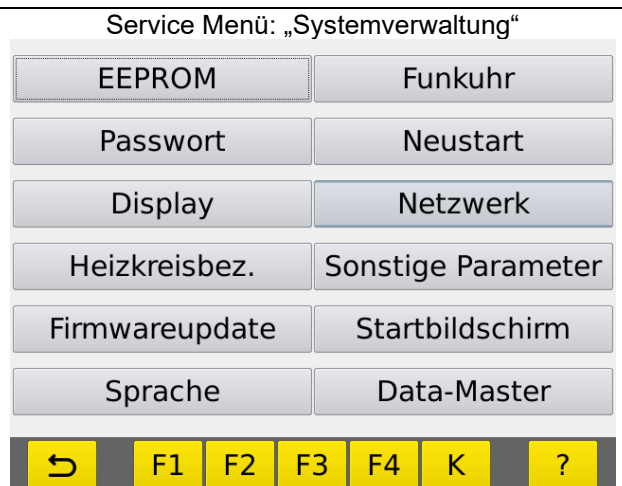 Service Menü: „Systemverwaltung“
EEPROM Funkuhr
Passwort Neustart
Display Netzwerk
Heizkreisbez. Sonstige Parameter
Firmwareupdate Startbildschirm
Sprache Data-Master
F1 F2 F3 F4 K ?